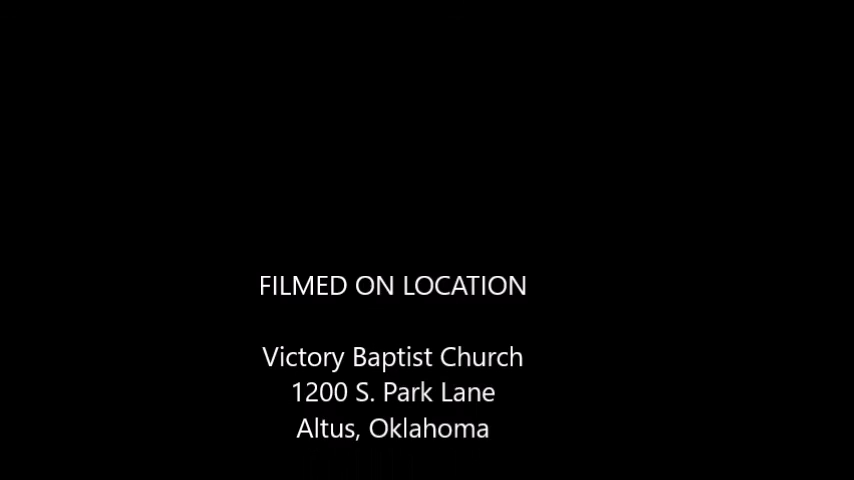 FILMED ON LOCATION
Victory Baptist Church
1200 S. Park Lane
Altus, Oklahoma